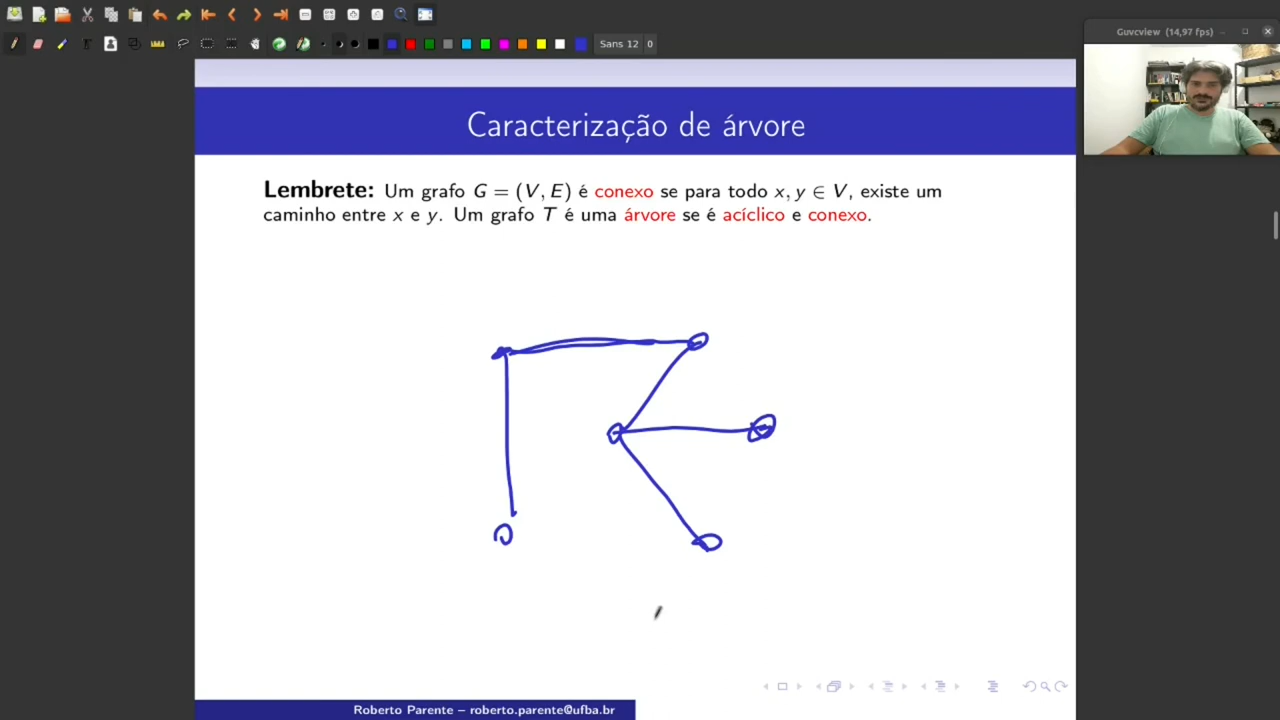 Sans 12 0
Guvcview (14,97 fps)
Caracterização de árvore
Lembrete: Um grafo G = (V, E) é conexo se para todo x, y ∈ V, existe um
caminho entre x e y. Um grafo T é uma árvore se é acíclico e conexo.
Roberto Parente – roberto.parente@ufba.br